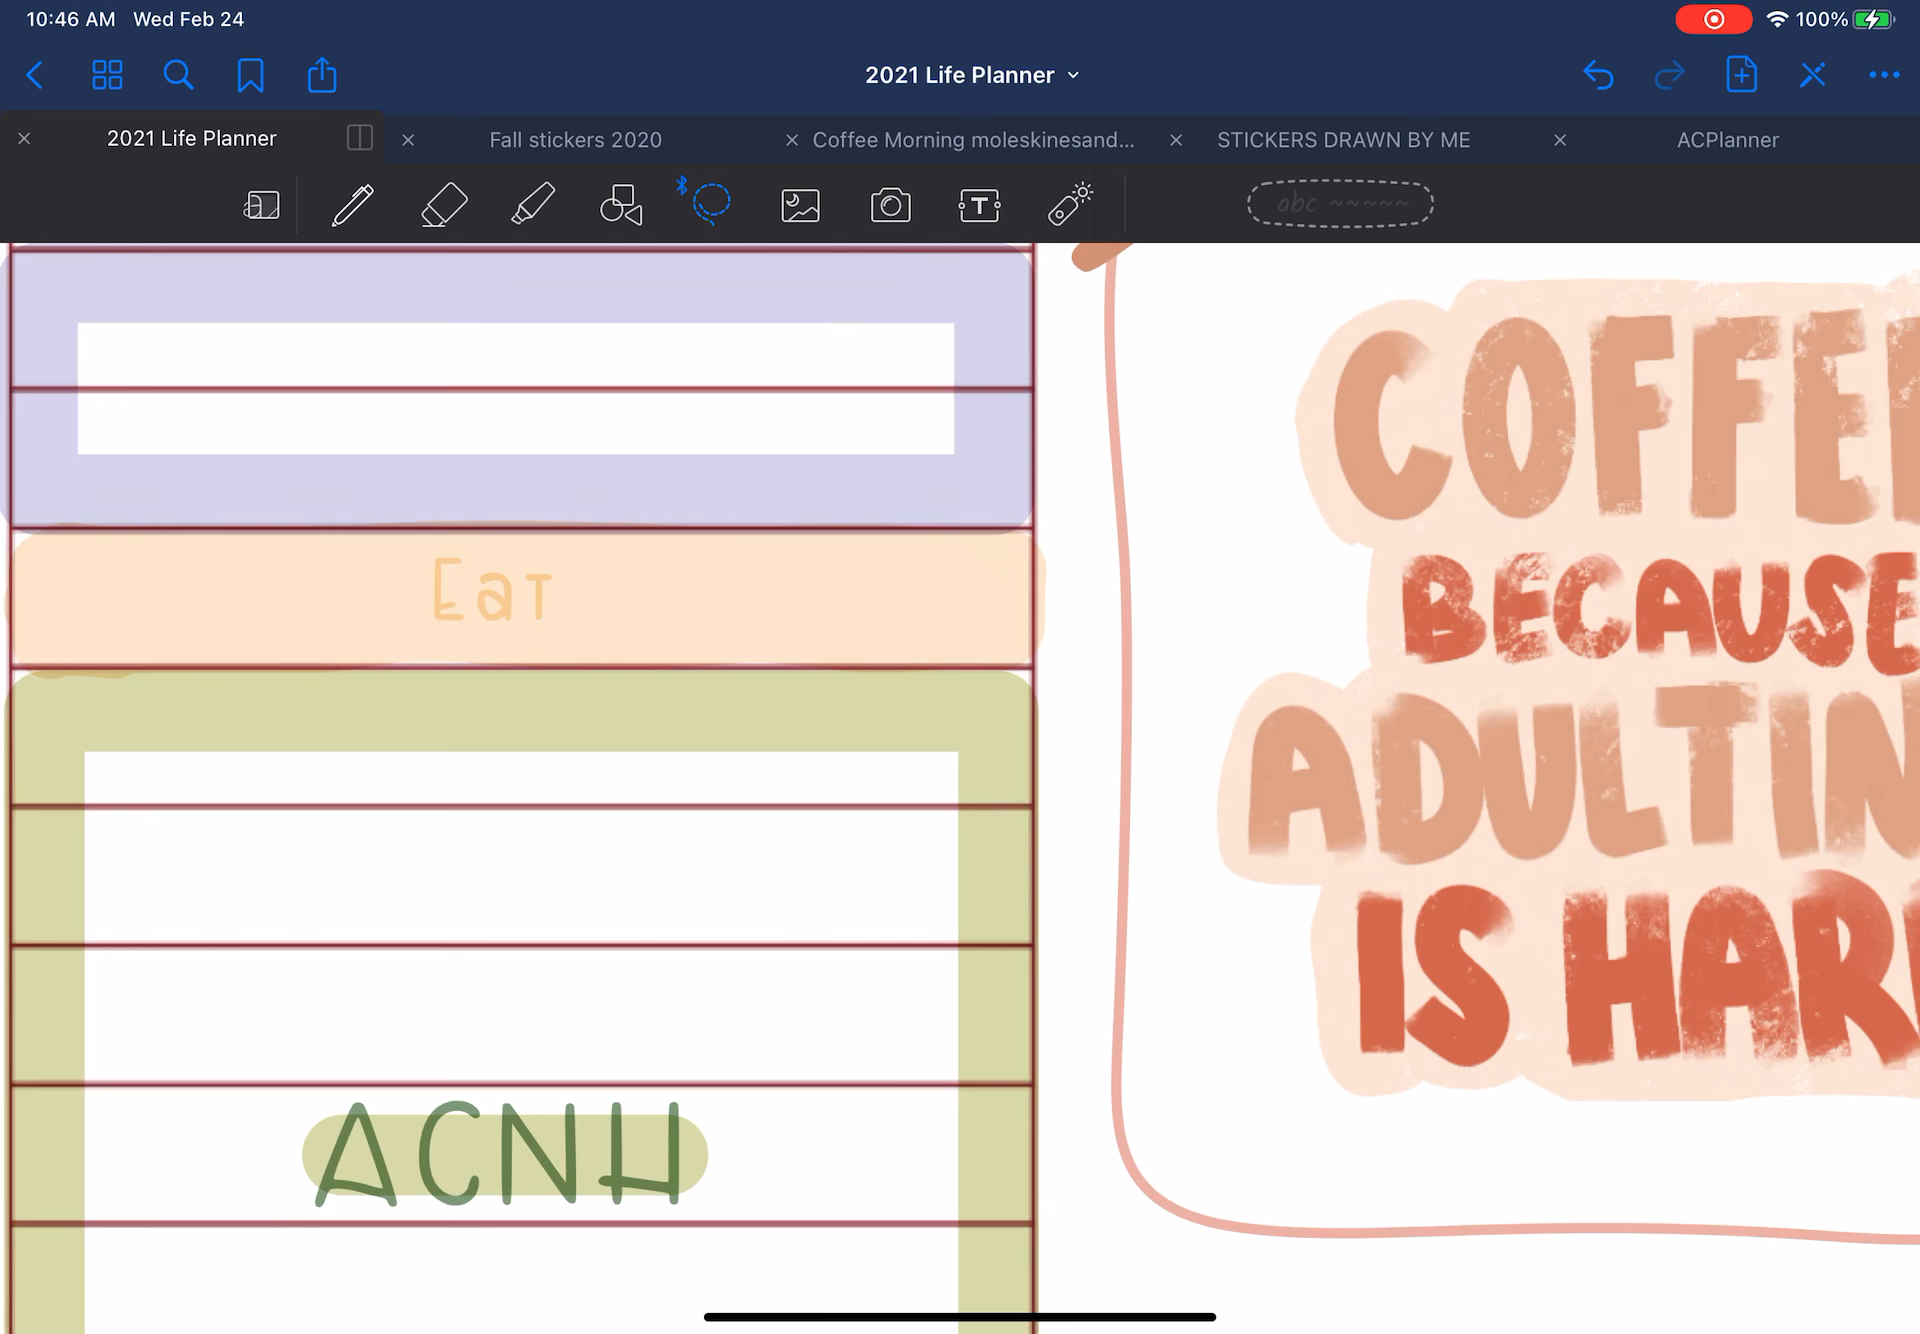 10:46 AM Wed Feb 24
100%
2021 Life Planner
2021 Life Planner
Fall stickers 2020
Coffee Morning moleskinesand...
STICKERS DRAWN BY ME
ACPlanner
abc
Eat
ACNH
COFFEE
BECAUSE
ADULTIN
IS HAR